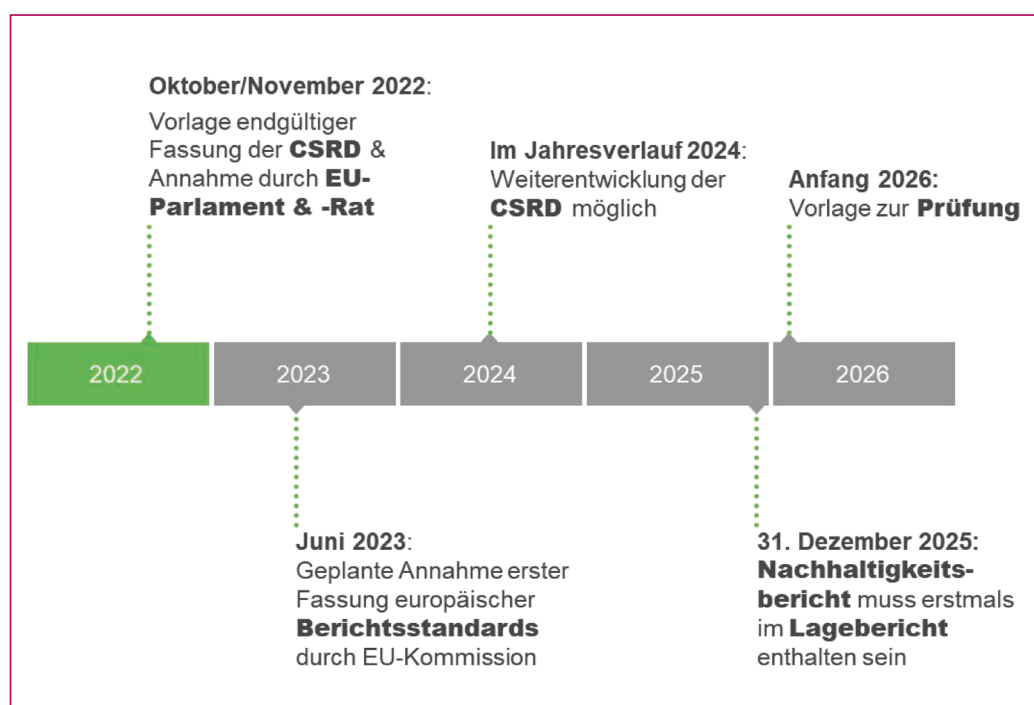 Oktober/November 2022:
Vorlage endgültiger
Fassung der CSRD &
Annahme durch EU-
Parlament & -Rat
Im Jahresverlauf 2024:
Weiterentwicklung der
CSRD möglich
Anfang 2026:
Vorlage zur Prüfung
2022
2023
2024
2025
2026
Juni 2023:
Geplante Annahme erster
Fassung europäischer
Berichtsstandards
durch EU-Kommission
31. Dezember 2025:
Nachhaltigkeits-
bericht muss erstmals
im Lagebericht
enthalten sein